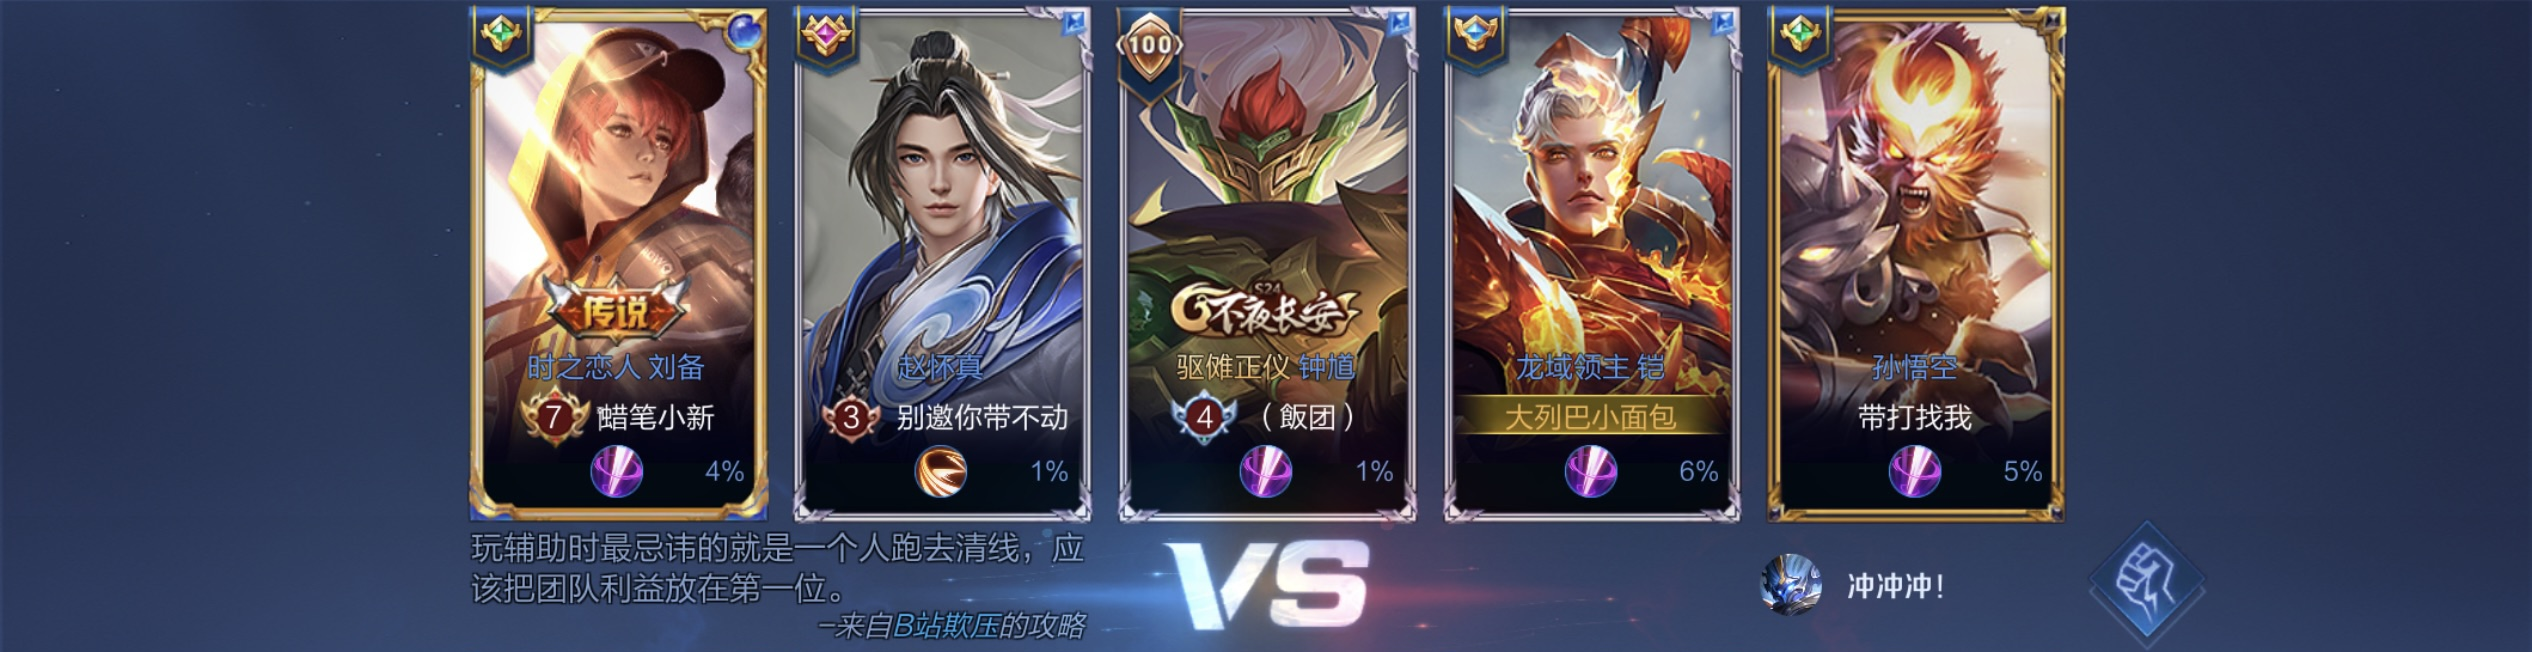 100
传说
S24
不夜长安
时之恋人 刘备
赵怀真
驱傩正仪 钟馗
龙域领主 铠
孙悟空
7 蜡笔小新
3 别邀你带不动
4 （飯团）
大列巴小面包
带打找我
4%
1%
1%
6%
5%
玩辅助时最忌讳的就是一个人跑去清线，应
该把团队利益放在第一位。
-来自B站欺压的攻略
VS
冲冲冲！